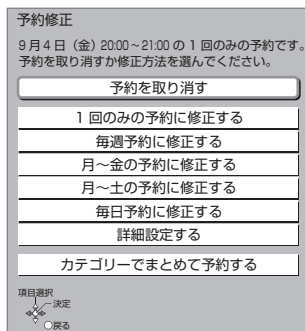 予約修正
9月4日（金）20:00~21:00の1回のみの予約です。
予約を取り消すか修正方法を選んでください。
予約を取り消す
1回のみの予約に修正する
毎週予約に修正する
月～金の予約に修正する
月～土の予約に修正する
毎日予約に修正する
詳細設定する
カテゴリーでまとめて予約する
項目選択
決定
戻る